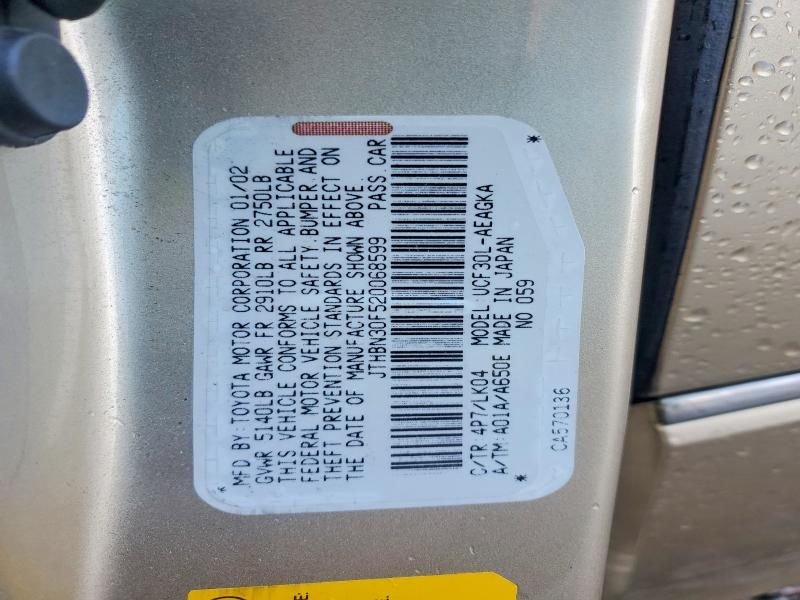 MFD BY: TOYOTA MOTOR CORPORATION 01/02
GVWR 5140LB GAWR FR 2910LB RR 2750LB
THIS VEHICLE CONFORMS TO ALL APPLICABLE
FEDERAL MOTOR VEHICLE SAFETY, BUMPER AND
THEFT PREVENTION STANDARDS IN EFFECT ON
THE DATE OF MANUFACTURE SHOWN ABOVE.
JTHBN30F520068599 PASS. CAR
C/TR: 4P7/LK04 MODEL: UCF30L-AEAGKA
A/TM: A01A/A650E MADE IN JAPAN
NO 059
CA570136